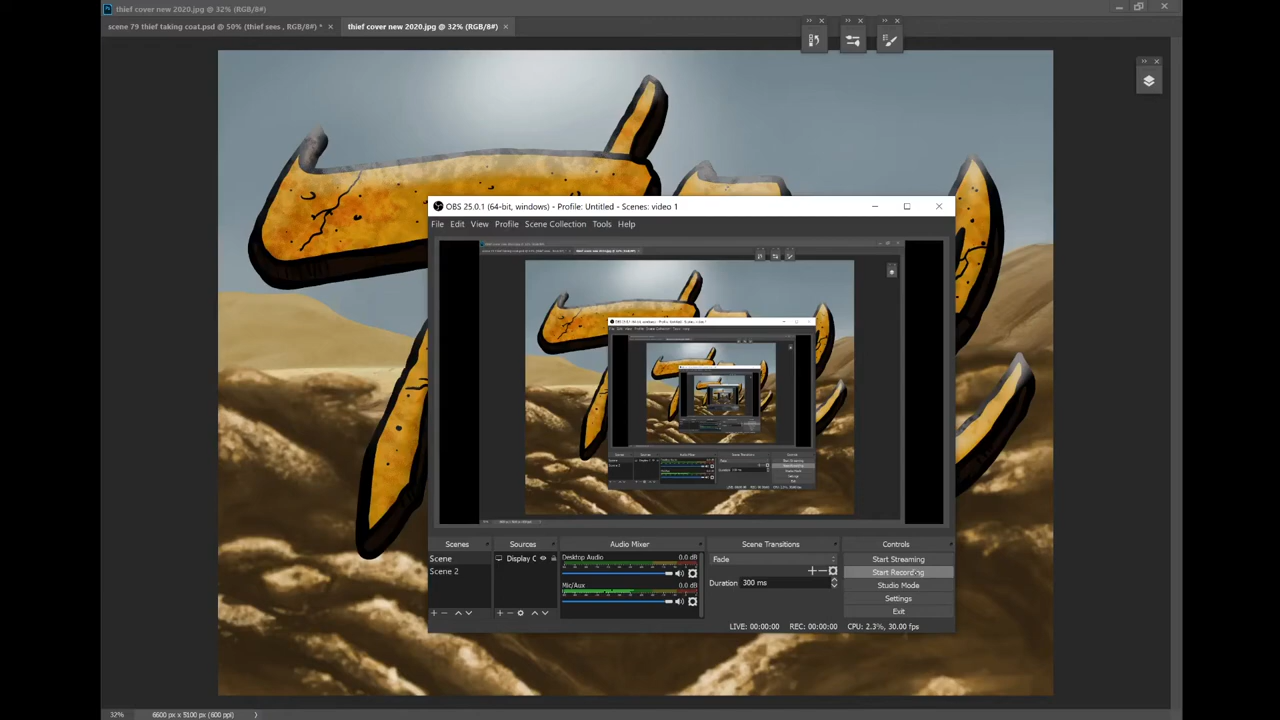 thief cover new 2020.jpg @ 32% (RGB/8#)
scene 79 thief taking coat.psd @ 50% (thief sees , RGB/8#) *
thief cover new 2020.jpg @ 32% (RGB/8#)
OBS 25.0.1 (64-bit, windows) - Profile: Untitled - Scenes: video 1
File Edit View Profile Scene Collection Tools Help
Scenes Sources Audio Mixer Scene Transitions Controls
Scene
Scene 2
Display C
Desktop Audio 0.0 dB
Mic/Aux 0.0 dB
Fade
Duration 300 ms
Start Streaming
Start Recording
Studio Mode
Settings
Exit
LIVE: 00:00:00 REC: 00:00:00 CPU: 2.3%, 30.00 fps
32% 6600 px x 5100 px (600 ppi)